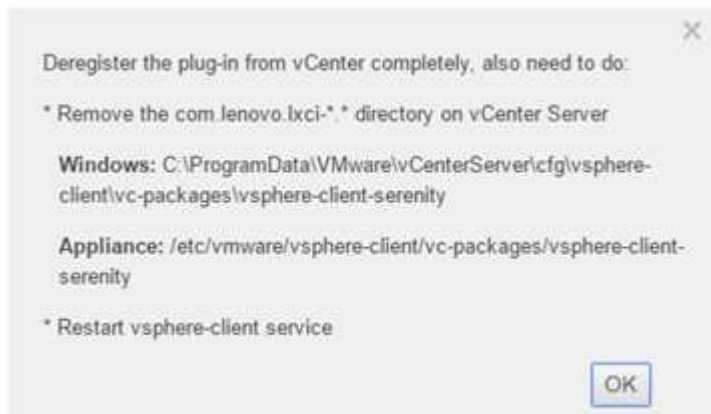 Deregister the plug-in from vCenter completely, also need to do:
* Remove the com.lenovo.lxci-*.* directory on vCenter Server
Windows: C:\ProgramData\VMware\vCenterServer\cfg\vsphere-
client\vc-packages\vsphere-client-serenity
Appliance: /etc/vmware/vsphere-client/vc-packages/vsphere-client-
serenity
* Restart vsphere-client service
OK